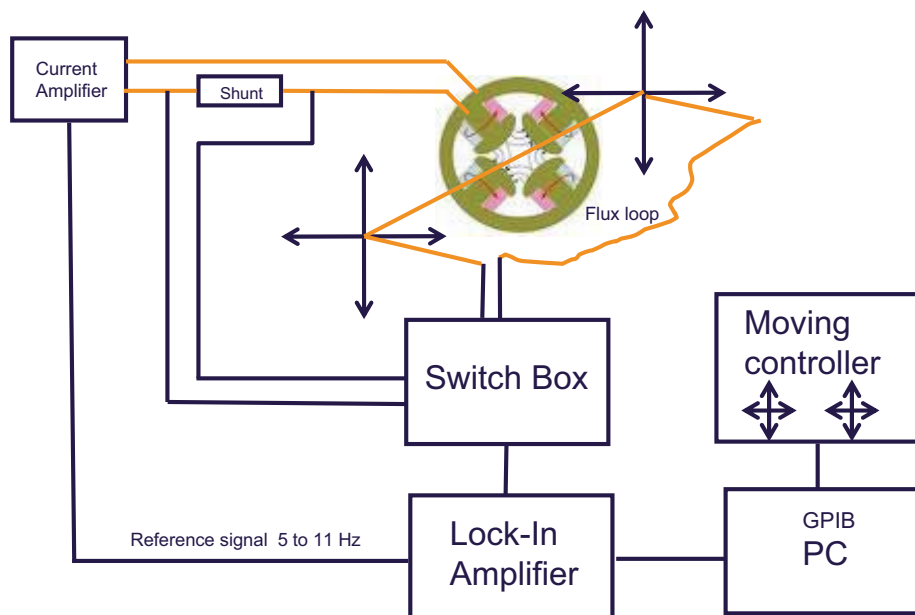 Current
Amplifier
Shunt
Flux loop
Switch Box
Moving
controller
Reference signal 5 to 11 Hz
Lock-In
Amplifier
GPIB
PC